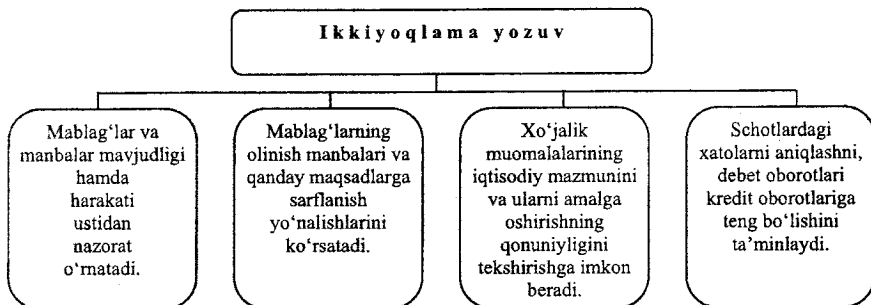 Ikkiyoqlama yozuv
Mablag‘lar va
manbalar mavjudligi
hamda
harakati
ustidan
nazorat
o‘rnatadi.
Mablag‘larning
olinish manbalari va
qanday maqsadlarga
sarflanish
yo‘nalishlarini
ko‘rsatadi.
Xo‘jalik
muomalalarining
iqtisodiy mazmunini
va ularni amalga
oshirishning
qonuniyligini
tekshirishga imkon
beradi.
Schotlardagi
xatolarni aniqlashni,
debet oborotlari
kredit oborotlariga
teng bo‘lishini
ta’minlaydi.